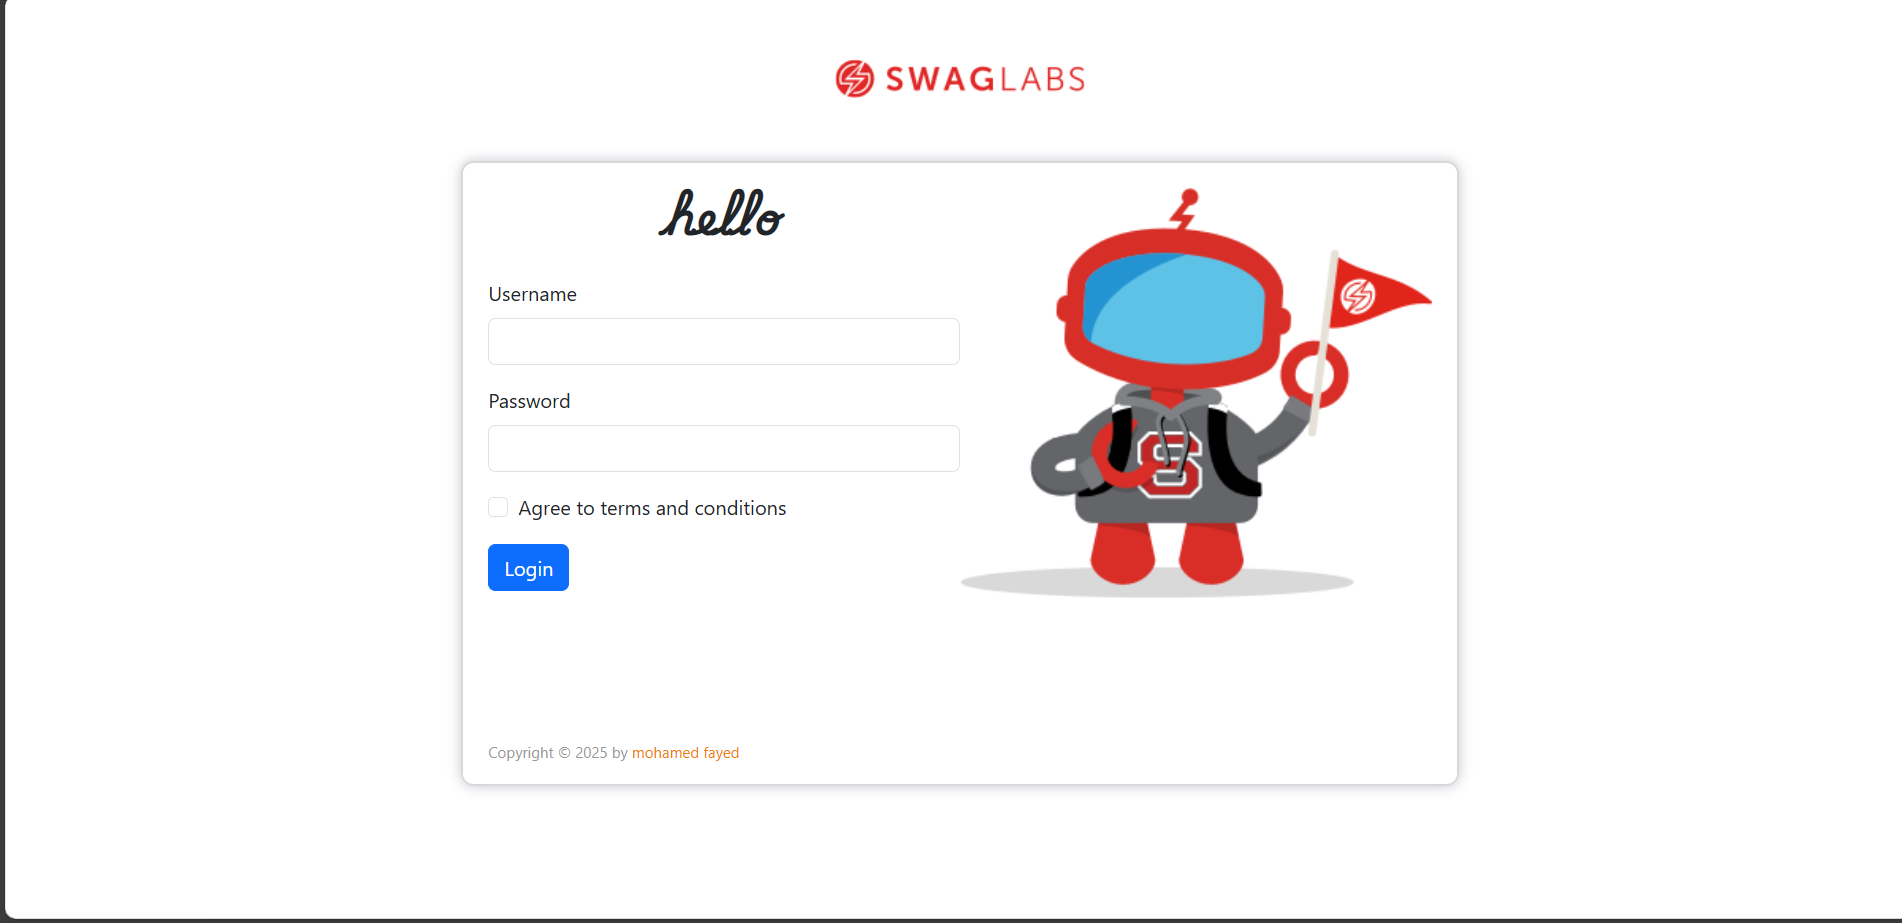 SWAGLABS
hello
Username
Password
Agree to terms and conditions
Login
S
Copyright © 2025 by mohamed fayed